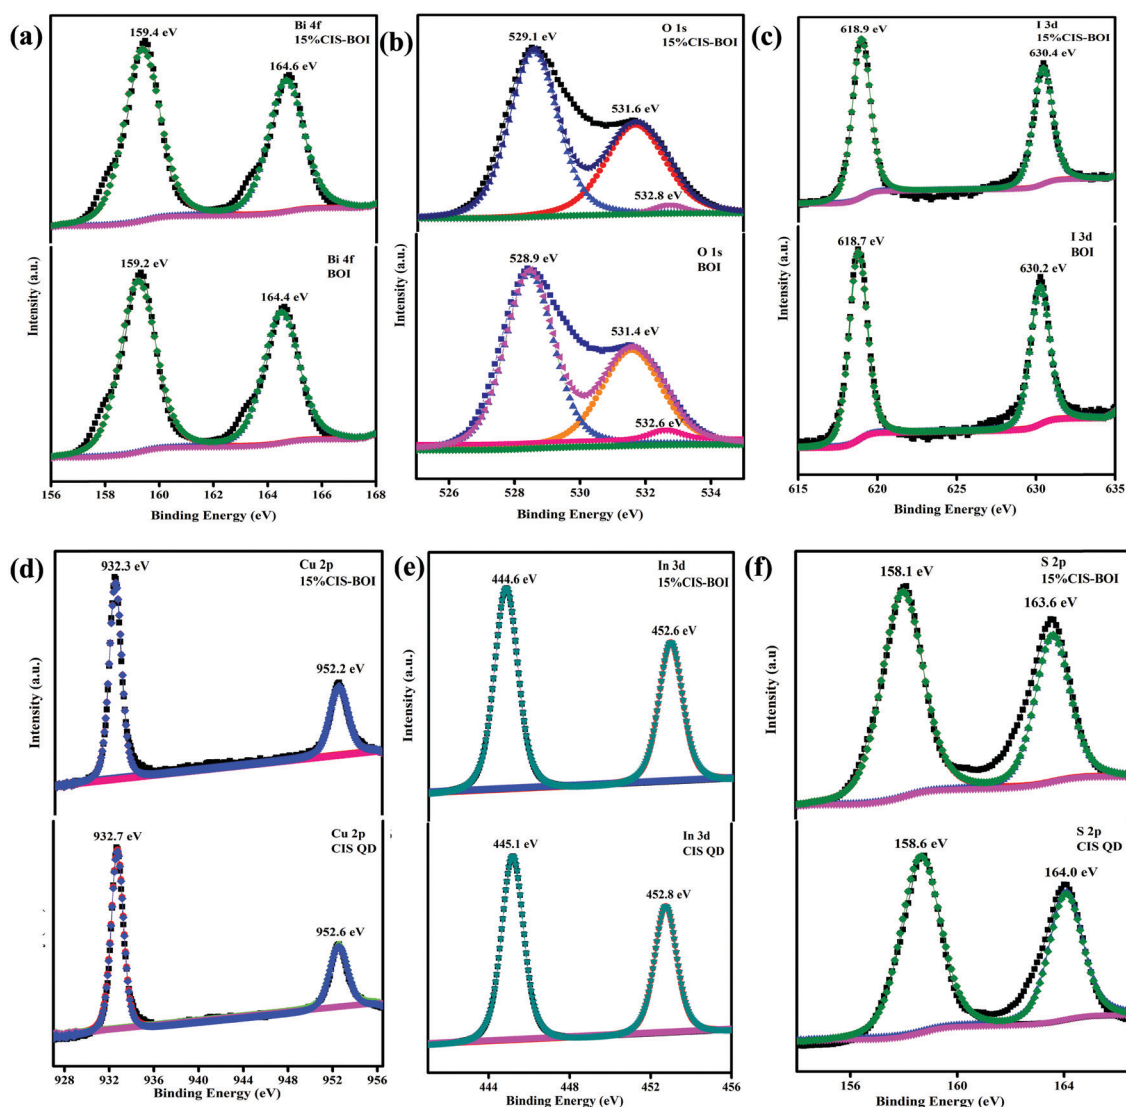 (a)
Bi 4f
15%CIS-BOI
159.4 eV
164.6 eV
Bi 4f
BOI
159.2 eV
164.4 eV
Intensity (a.u.)
156 158 160 162 164 166 168
Binding Energy (eV)
(b)
O 1s
15%CIS-BOI
529.1 eV
531.6 eV
532.8 eV
O 1s
BOI
528.9 eV
531.4 eV
532.6 eV
Intensity (a.u.)
526 528 530 532 534
Binding Energy (eV)
(c)
I 3d
15%CIS-BOI
618.9 eV
630.4 eV
I 3d
BOI
618.7 eV
630.2 eV
Intensity (a.u.)
615 620 625 630 635
Binding Energy (eV)
(d)
Cu 2p
15%CIS-BOI
932.3 eV
952.2 eV
Cu 2p
CIS QD
932.7 eV
952.6 eV
Intensity (a.u.)
928 932 936 940 944 948 952 956
Binding Energy (eV)
(e)
In 3d
15%CIS-BOI
444.6 eV
452.6 eV
In 3d
CIS QD
445.1 eV
452.8 eV
Intensity (a.u.)
444 448 452 456
Binding Energy (eV)
(f)
S 2p
15%CIS-BOI
158.1 eV
163.6 eV
S 2p
CIS QD
158.6 eV
164.0 eV
Intensity (a.u)
156 160 164
Binding Energy (eV)